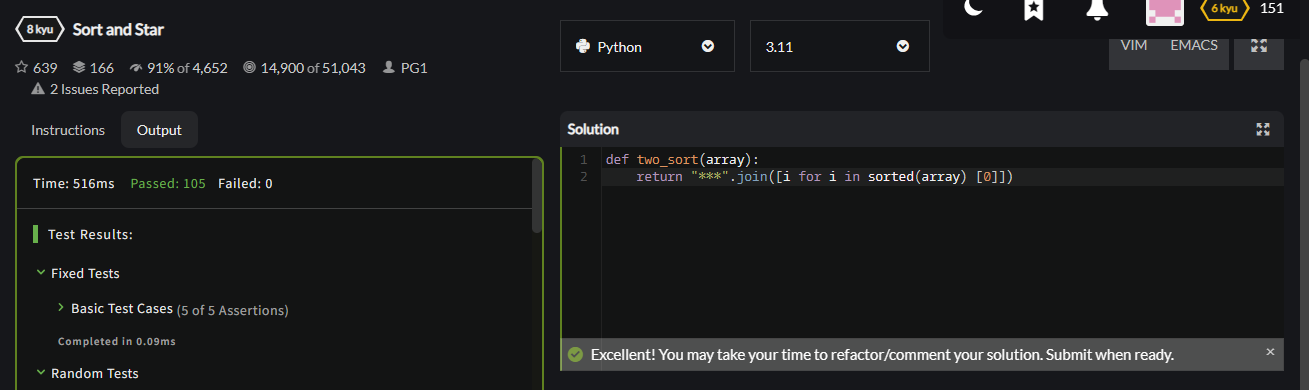 8 kyu Sort and Star
639 166 91% of 4,652 14,900 of 51,043 PG1
2 Issues Reported
Instructions Output
Time: 516ms Passed: 105 Failed: 0
Test Results:
Fixed Tests
Basic Test Cases (5 of 5 Assertions)
Completed in 0.09ms
Random Tests
6 kyu 151
Python 3.11
VIM EMACS
Solution
1 def two_sort(array):
2 return "***".join([i for i in sorted(array) [0]])
Excellent! You may take your time to refactor/comment your solution. Submit when ready.